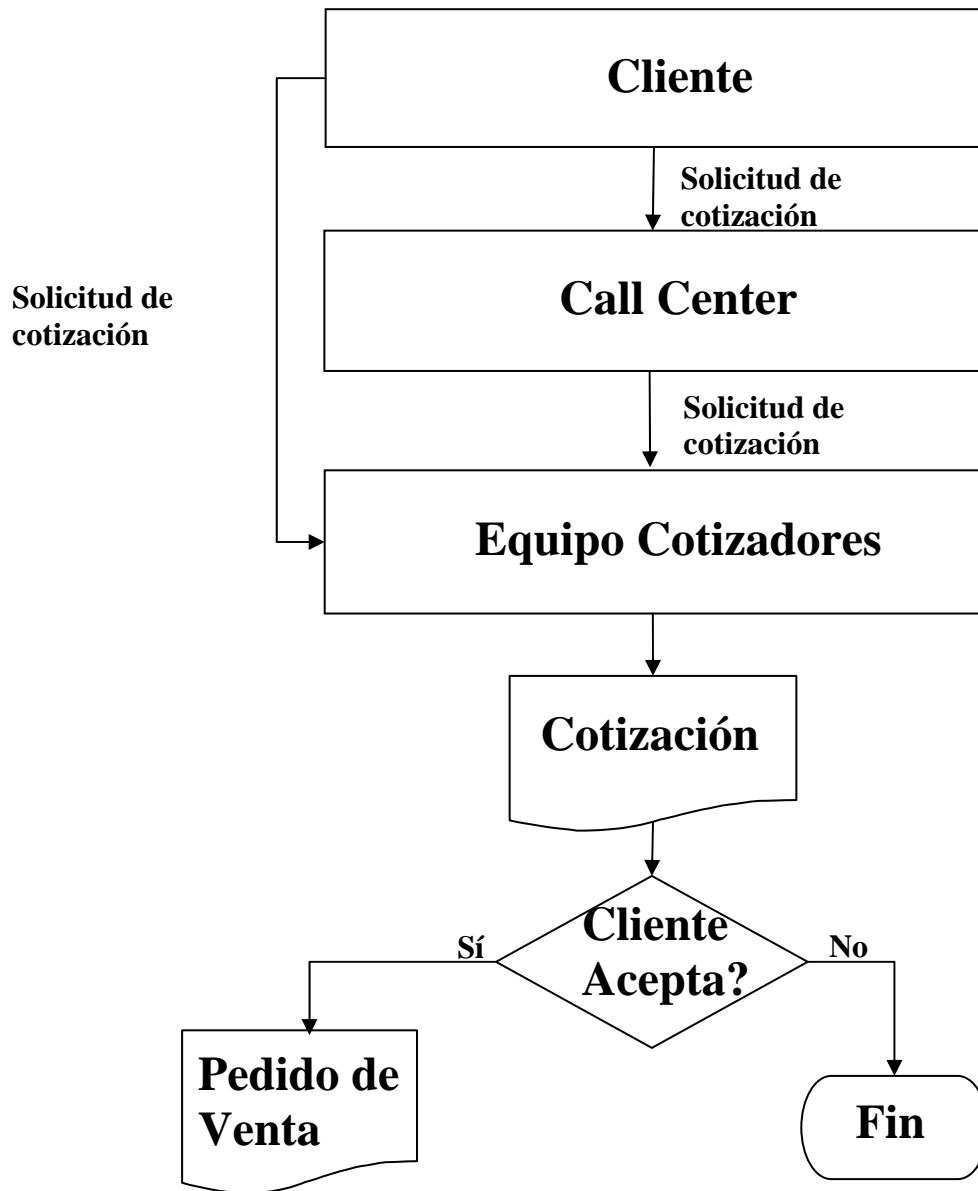 Cliente
Solicitud de
cotización
Call Center
Solicitud de
cotización
Solicitud de
cotización
Equipo Cotizadores
Cotización
Cliente
Acepta?
Sí
No
Pedido de
Venta
Fin